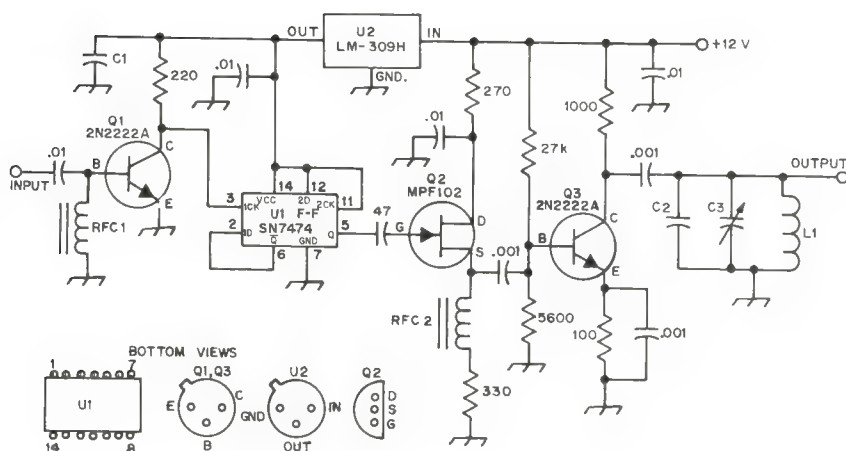 OUT
U2
LM-309H
IN
+12 V
C1
220
.01
GND.
270
.01
1000
Q1
2N2222A
.01
27k
.001
OUTPUT
.01
INPUT
B
C
E
RFC 1
Q2
MPF102
Q3
2N2222A
14
12
VCC
2D
2CK
11
3
1CK
U1
F-F
SN7474
2
1D
Q
5
47
G
D
S
Q̅
GND
6
7
.001
B
C
E
C2
C3
L1
RFC 2
5600
100
.001
330
BOTTOM VIEWS
1
7
U1
14
8
Q1, Q3
E
C
B
U2
GND
IN
OUT
Q2
D
S
G